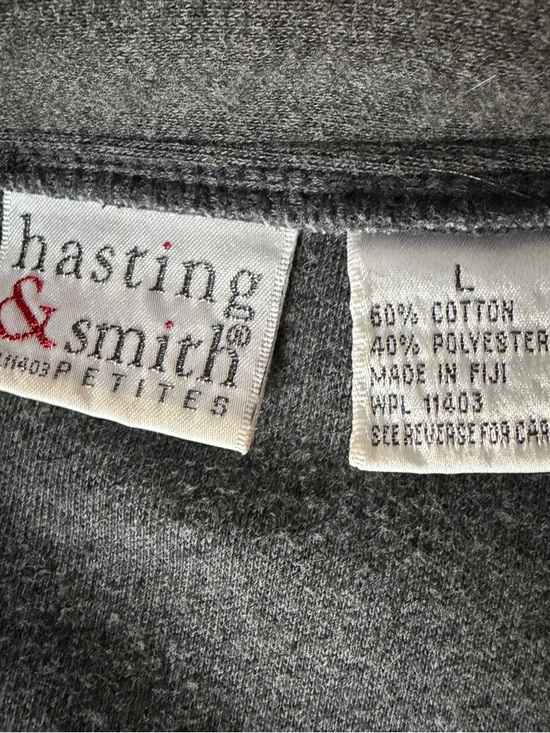 hasting
& smith®
11403 PETITES
L
60% COTTON
40% POLYESTER
MADE IN FIJI
WPL 11403
SEE REVERSE FOR CAR